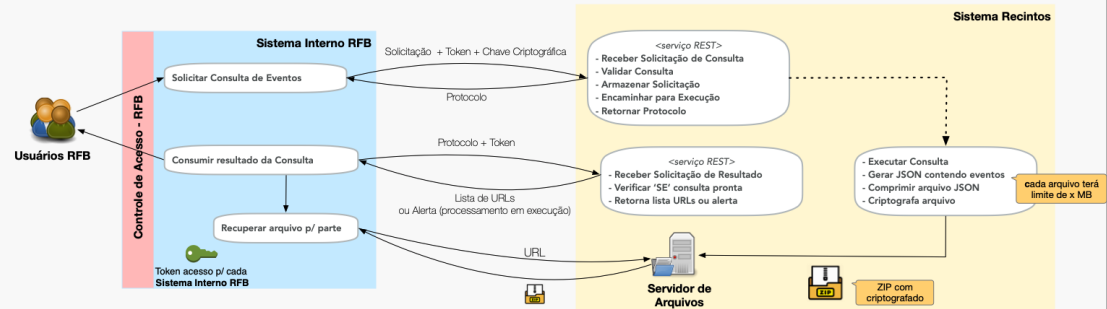 Sistema Recintos
Sistema Interno RFB
Controle de Acesso - RFB
Usuários RFB
Solicitar Consulta de Eventos
Solicitação + Token + Chave Criptográfica
Protocolo
<serviço REST>
- Receber Solicitação de Consulta
- Validar Consulta
- Armazenar Solicitação
- Encaminhar para Execução
- Retornar Protocolo
Consumir resultado da Consulta
Protocolo + Token
Lista de URLs
ou Alerta (processamento em execução)
<serviço REST>
- Receber Solicitação de Resultado
- Verificar 'SE' consulta pronta
- Retorna lista URLs ou alerta
- Executar Consulta
- Gerar JSON contendo eventos
- Comprimir arquivo JSON
- Criptografa arquivo
cada arquivo terá
limite de x MB
Recuperar arquivo p/ parte
URL
Token acesso p/ cada
Sistema Interno RFB
ZIP
Servidor de
Arquivos
ZIP
ZIP com
criptografado